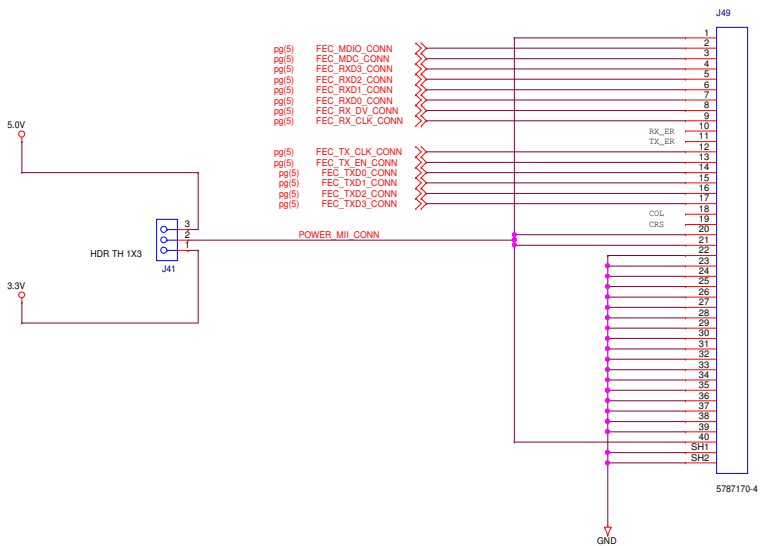 J49
1
2
pg(5) FEC_MDIO_CONN
3
pg(5) FEC_MDC_CONN
4
pg(5) FEC_RXD3_CONN
5
pg(5) FEC_RXD2_CONN
6
pg(5) FEC_RXD1_CONN
7
pg(5) FEC_RXD0_CONN
8
pg(5) FEC_RX_DV_CONN
9
pg(5) FEC_RX_CLK_CONN
10
RX_ER
11
TX_ER
12
pg(5) FEC_TX_CLK_CONN
13
pg(5) FEC_TX_EN_CONN
14
pg(5) FEC_TXD0_CONN
15
pg(5) FEC_TXD1_CONN
16
pg(5) FEC_TXD2_CONN
17
pg(5) FEC_TXD3_CONN
18
COL
19
CRS
20
21
22
23
24
25
26
27
28
29
30
31
32
33
34
35
36
37
38
39
40
SH1
SH2
5787170-4
GND
5.0V
3
2
POWER_MII_CONN
1
HDR TH 1X3
J41
3.3V